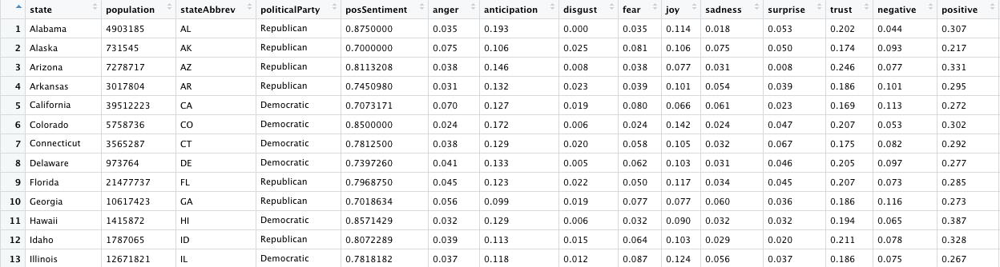 state population stateAbbrev politicalParty posSentiment anger anticipation disgust fear joy sadness surprise trust negative positive
1 Alabama 4903185 AL Republican 0.8750000 0.035 0.193 0.000 0.035 0.114 0.018 0.053 0.202 0.044 0.307
2 Alaska 731545 AK Republican 0.7000000 0.075 0.106 0.025 0.081 0.106 0.075 0.050 0.174 0.093 0.217
3 Arizona 7278717 AZ Republican 0.8113208 0.038 0.146 0.008 0.038 0.077 0.031 0.008 0.246 0.077 0.331
4 Arkansas 3017804 AR Republican 0.7450980 0.031 0.132 0.023 0.039 0.101 0.054 0.039 0.186 0.101 0.295
5 California 39512223 CA Democratic 0.7073171 0.070 0.127 0.019 0.080 0.066 0.061 0.023 0.169 0.113 0.272
6 Colorado 5758736 CO Democratic 0.8500000 0.024 0.172 0.006 0.024 0.142 0.024 0.047 0.207 0.053 0.302
7 Connecticut 3565287 CT Democratic 0.7812500 0.038 0.129 0.020 0.058 0.105 0.032 0.067 0.175 0.082 0.292
8 Delaware 973764 DE Democratic 0.7397260 0.041 0.133 0.005 0.062 0.103 0.031 0.046 0.205 0.097 0.277
9 Florida 21477737 FL Republican 0.7968750 0.045 0.123 0.022 0.050 0.117 0.034 0.045 0.207 0.073 0.285
10 Georgia 10617423 GA Republican 0.7018634 0.056 0.099 0.019 0.077 0.077 0.060 0.036 0.186 0.116 0.273
11 Hawaii 1415872 HI Democratic 0.8571429 0.032 0.129 0.006 0.032 0.090 0.032 0.032 0.194 0.065 0.387
12 Idaho 1787065 ID Republican 0.8072289 0.039 0.113 0.015 0.064 0.103 0.029 0.020 0.211 0.078 0.328
13 Illinois 12671821 IL Democratic 0.7818182 0.037 0.118 0.012 0.087 0.124 0.056 0.037 0.186 0.075 0.267